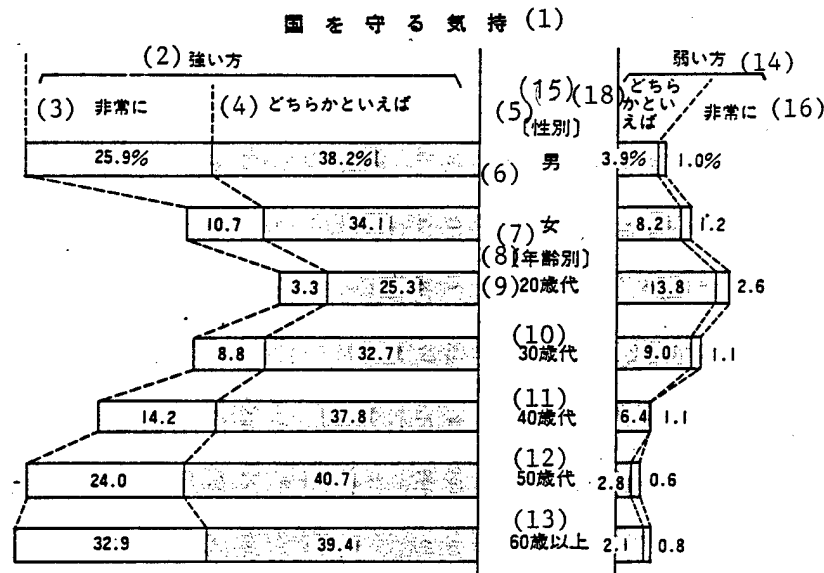 国を守る気持 (1)
(2) 強い方
弱い方 (14)
(3) 非常に
(4) どちらかといえば
(5) (15) (18)
〔性別〕
どちら
かとい
えば
非常に (16)
25.9% 38.2% (6) 男 3.9% 1.0%
10.7 34.1 (7) 女 8.2 1.2
(8) 〔年齢別〕
3.3 25.3 (9) 20歳代 13.8 2.6
(10)
8.8 32.7 30歳代 9.0 1.1
(11)
14.2 37.8 40歳代 6.4 1.1
(12)
24.0 40.7 50歳代 2.8 0.6
(13)
32.9 39.4 60歳以上 2.1 0.8